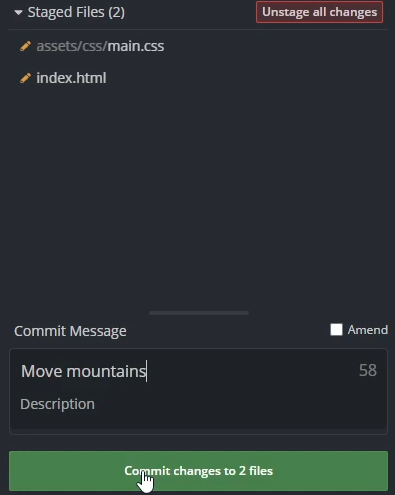 Staged Files (2)
Unstage all changes
assets/css/main.css
index.html
Commit Message
Amend
Move mountains
58
Description
Commit changes to 2 files